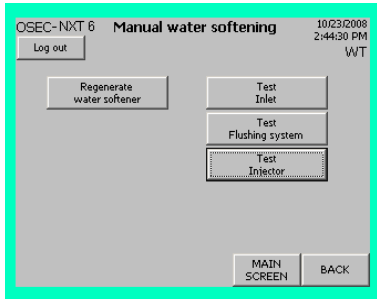 OSEC-NXT 6 Manual water softening 10/23/2008
2:44:30 PM
Log out
WT
Regenerate
water softener
Test
Inlet
Test
Flushing system
Test
Injector
MAIN
SCREEN
BACK